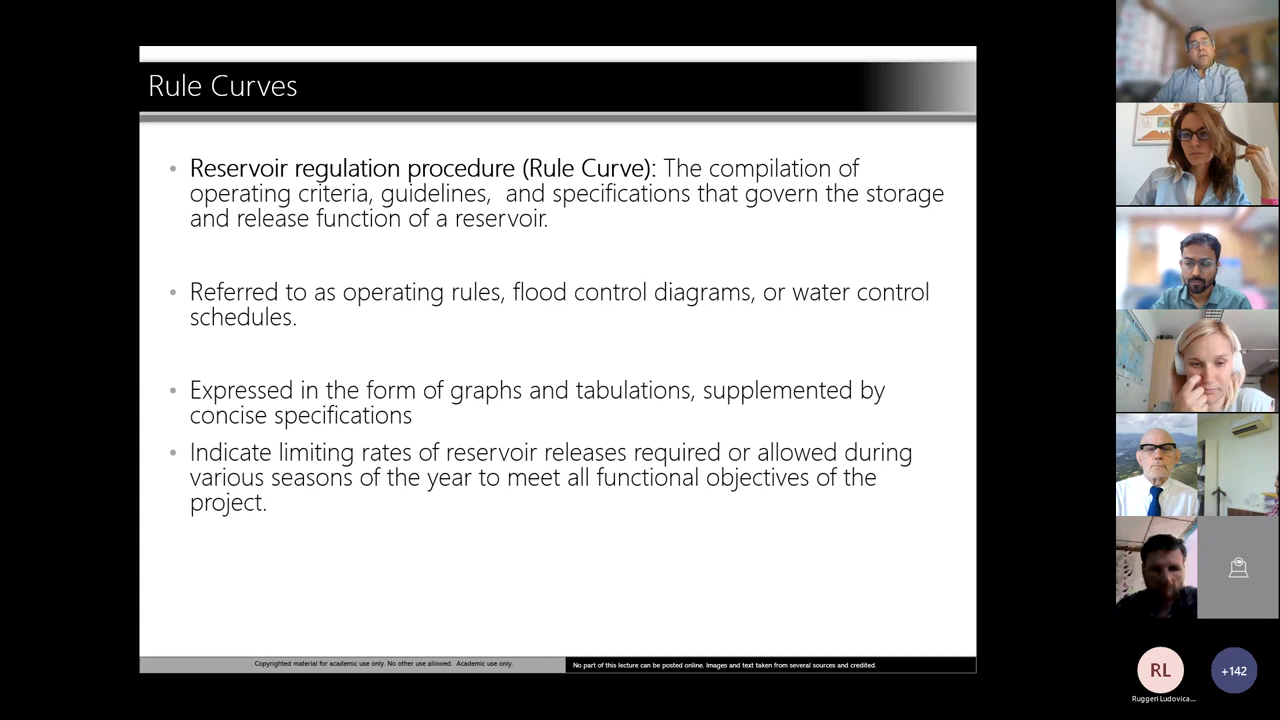 Rule Curves
• Reservoir regulation procedure (Rule Curve): The compilation of
operating criteria, guidelines,  and specifications that govern the storage
and release function of a reservoir.
• Referred to as operating rules, flood control diagrams, or water control
schedules.
• Expressed in the form of graphs and tabulations, supplemented by
concise specifications
• Indicate limiting rates of reservoir releases required or allowed during
various seasons of the year to meet all functional objectives of the
project.
Copyrighted material for academic use only. No other use allowed.  Academic use only.
No part of this lecture can be posted online. Images and text taken from several sources and credited.
RL
+142
Ruggeri Ludovica...